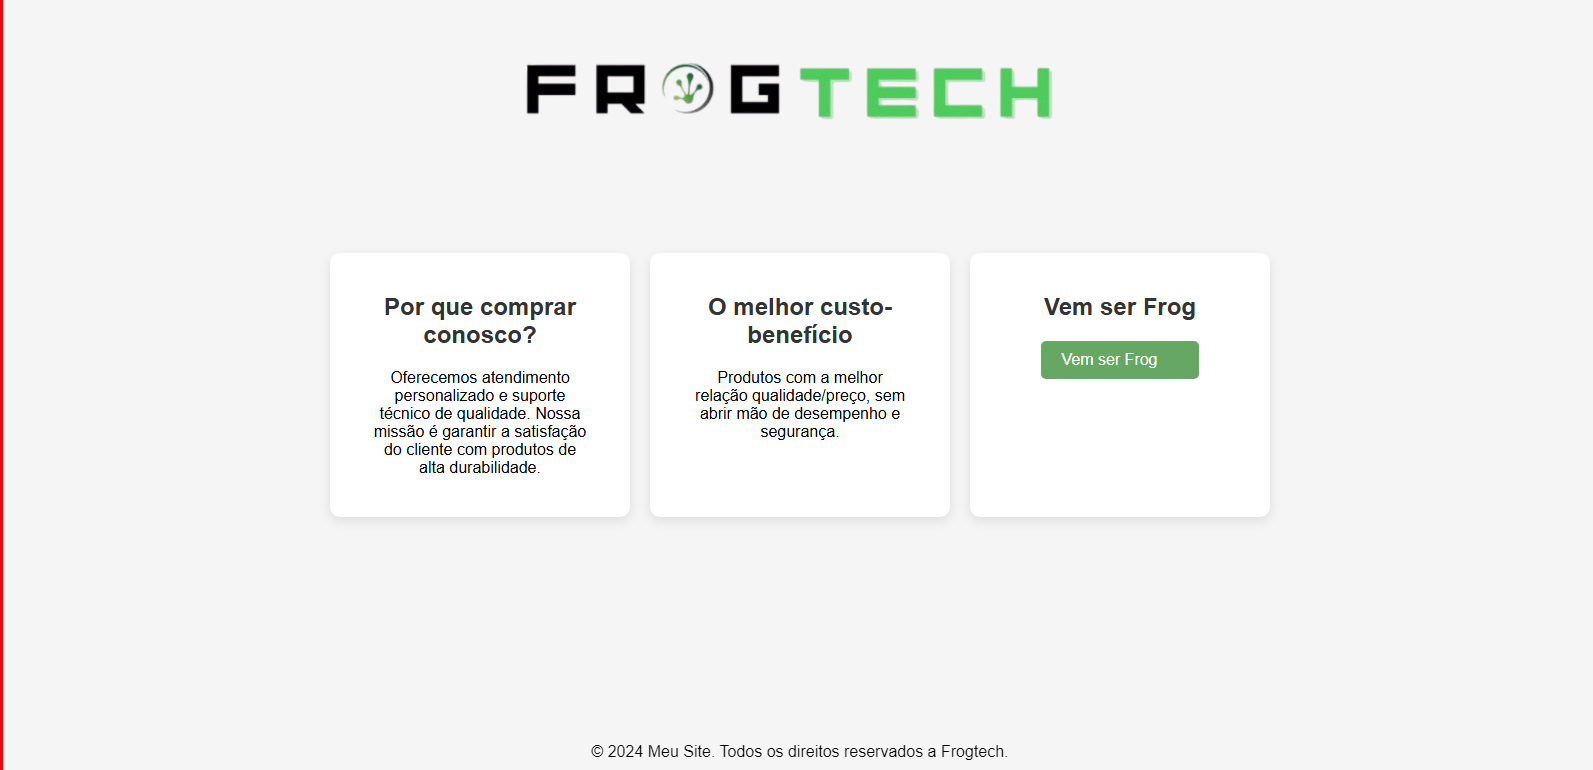 FROGTECH
Por que comprar
conosco?
Oferecemos atendimento
personalizado e suporte
técnico de qualidade. Nossa
missão é garantir a satisfação
do cliente com produtos de
alta durabilidade.
O melhor custo-
benefício
Produtos com a melhor
relação qualidade/preço, sem
abrir mão de desempenho e
segurança.
Vem ser Frog
Vem ser Frog
© 2024 Meu Site. Todos os direitos reservados a Frogtech.